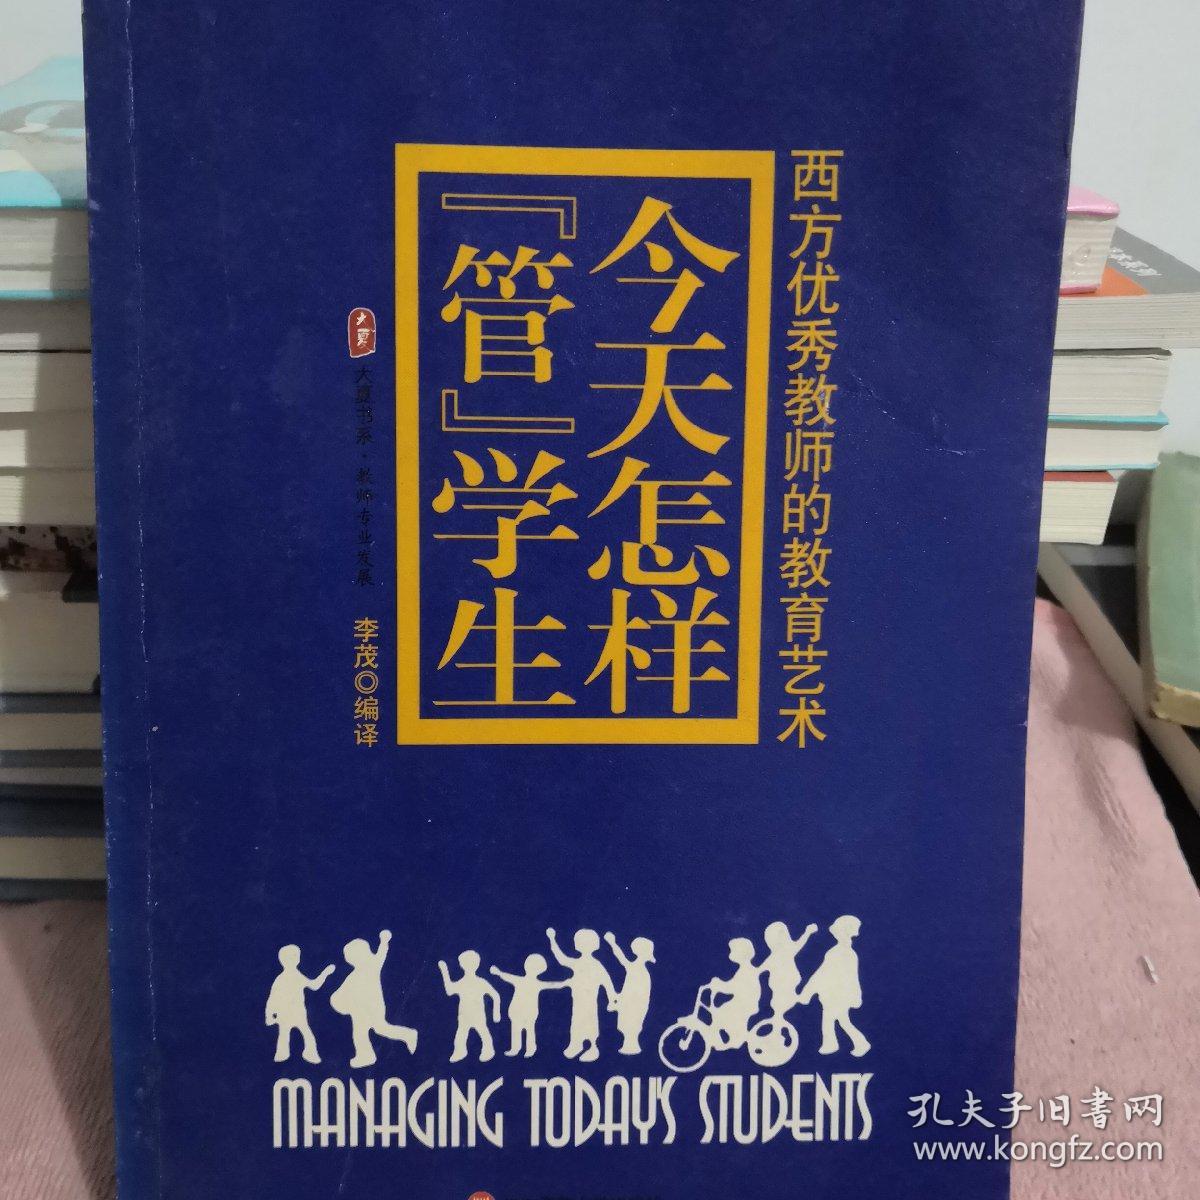 西方优秀教师的教育艺术
今天怎样
『管』学生
大夏
大夏书系·教师专业发展
李茂◎编译
MANAGING TODAY'S STUDENTS
孔夫子旧書网
www.kongfz.com